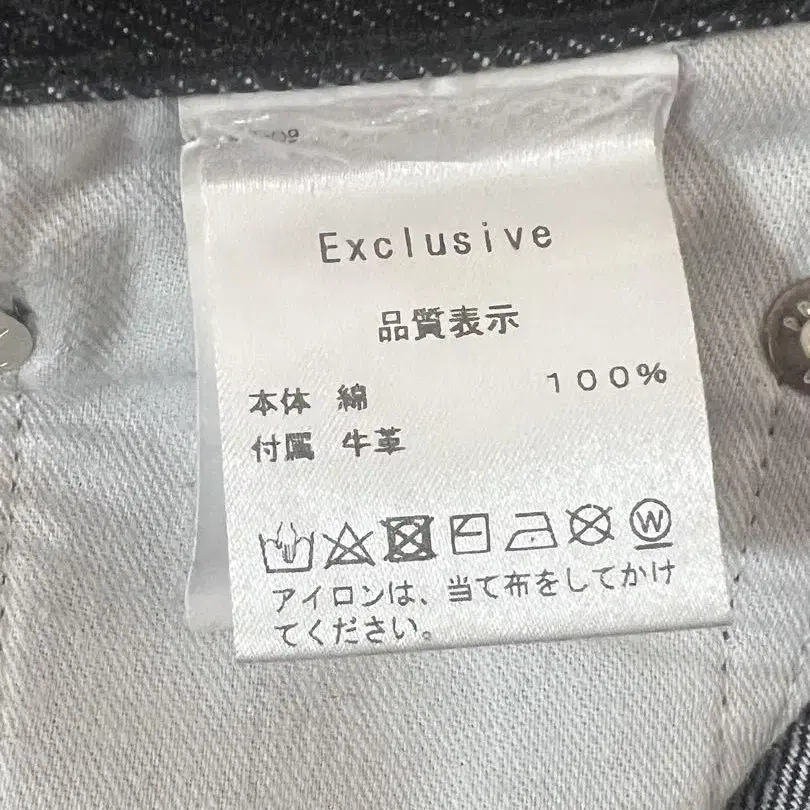 Exclusive
品質表示
本体 綿 100%
付属 牛革
W
アイロンは、当て布をしてかけ
てください。